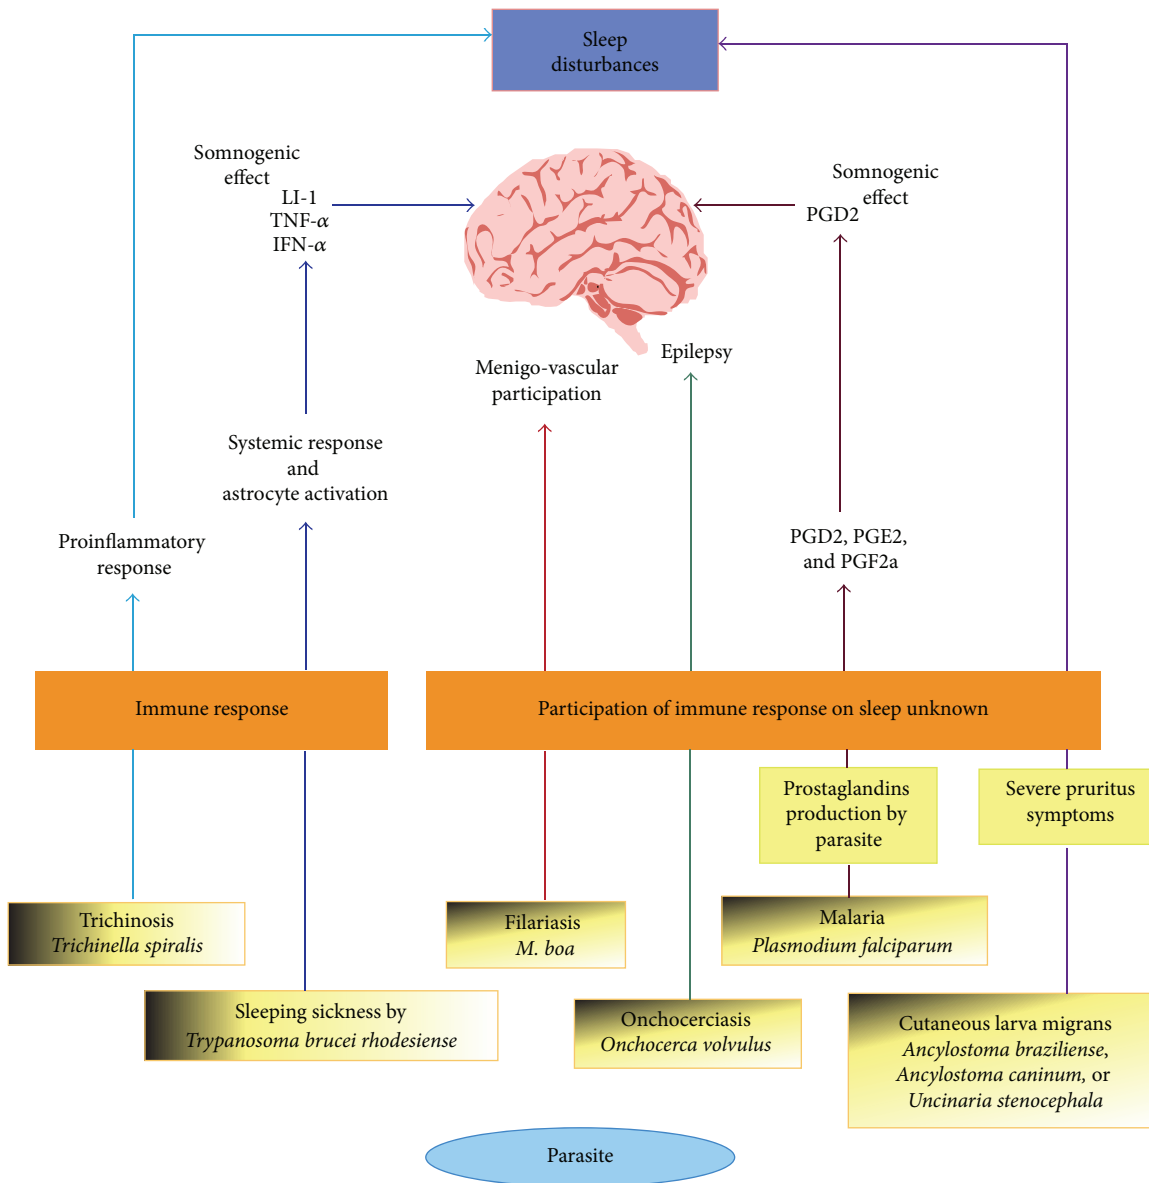 Sleep
disturbances
Somnogenic
effect
LI-1
TNF-α
IFN-α
Somnogenic
effect
PGD2
Menigo-vascular
participation
Epilepsy
Systemic response
and
astrocyte activation
Proinflammatory
response
PGD2, PGE2,
and PGF2a
Immune response
Participation of immune response on sleep unknown
Prostaglandins
production by
parasite
Severe pruritus
symptoms
Trichinosis
Trichinella spiralis
Filariasis
M. boa
Malaria
Plasmodium falciparum
Sleeping sickness by
Trypanosoma brucei rhodesiense
Onchocerciasis
Onchocerca volvulus
Cutaneous larva migrans
Ancylostoma braziliense,
Ancylostoma caninum, or
Uncinaria stenocephala
Parasite